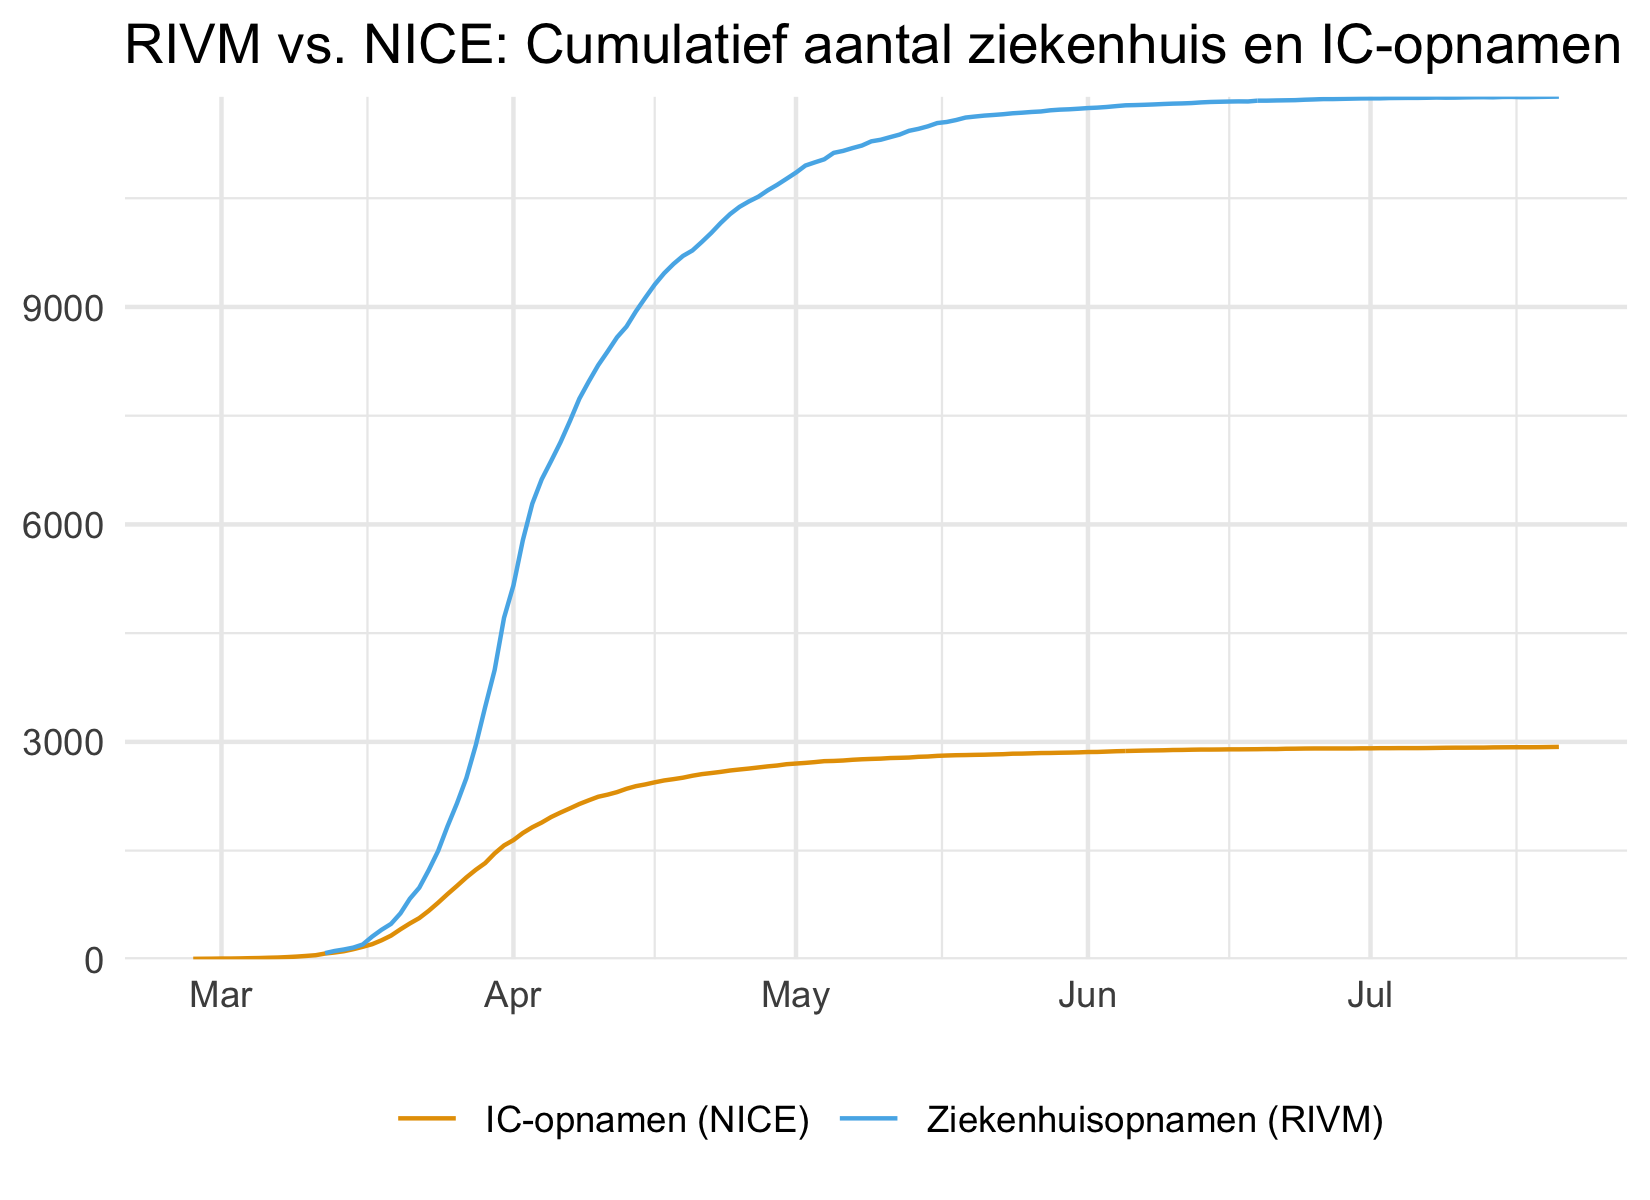 RIVM vs. NICE: Cumulatief aantal ziekenhuis en IC-opnamen
9000
6000
3000
0
Mar Apr May Jun Jul
IC-opnamen (NICE) Ziekenhuisopnamen (RIVM)